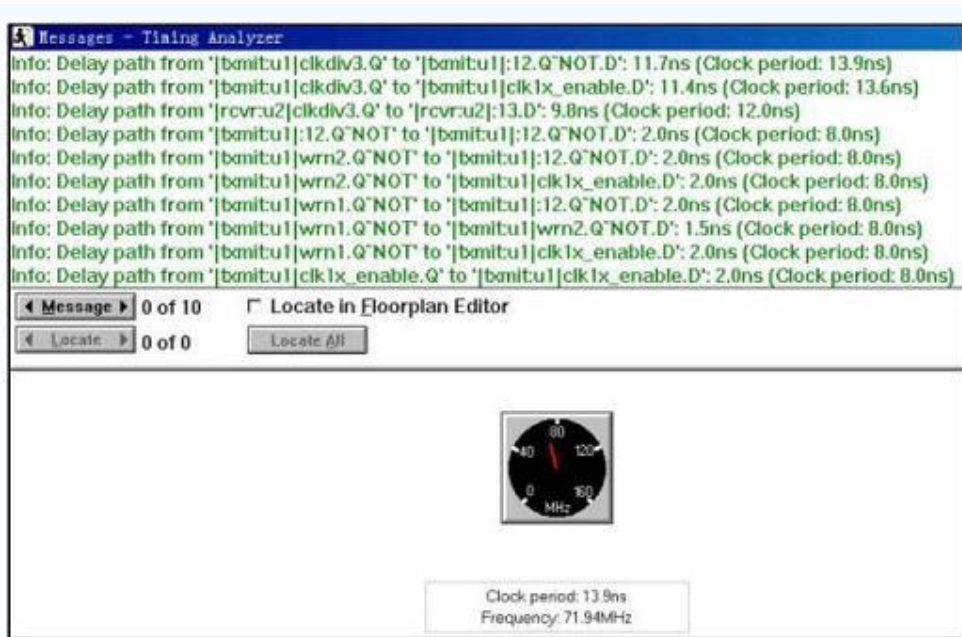 Messages - Timing Analyzer
Info: Delay path from '|txmit:u1|clkdiv3.Q' to '|txmit:u1|:12.Q~NOT.D': 11.7ns (Clock period: 13.9ns)
Info: Delay path from '|txmit:u1|clkdiv3.Q' to '|txmit:u1|clk1x_enable.D': 11.4ns (Clock period: 13.6ns)
Info: Delay path from '|rcvr:u2|clkdiv3.Q' to '|rcvr:u2|:13.D': 9.8ns (Clock period: 12.0ns)
Info: Delay path from '|txmit:u1|:12.Q~NOT' to '|txmit:u1|:12.Q~NOT.D': 2.0ns (Clock period: 8.0ns)
Info: Delay path from '|txmit:u1|wrn2.Q~NOT' to '|txmit:u1|:12.Q~NOT.D': 2.0ns (Clock period: 8.0ns)
Info: Delay path from '|txmit:u1|wrn2.Q~NOT' to '|txmit:u1|clk1x_enable.D': 2.0ns (Clock period: 8.0ns)
Info: Delay path from '|txmit:u1|wrn1.Q~NOT' to '|txmit:u1|:12.Q~NOT.D': 2.0ns (Clock period: 8.0ns)
Info: Delay path from '|txmit:u1|wrn1.Q~NOT' to '|txmit:u1|wrn2.Q~NOT.D': 1.5ns (Clock period: 8.0ns)
Info: Delay path from '|txmit:u1|wrn1.Q~NOT' to '|txmit:u1|clk1x_enable.D': 2.0ns (Clock period: 8.0ns)
Info: Delay path from '|txmit:u1|clk1x_enable.Q' to '|txmit:u1|clk1x_enable.D': 2.0ns (Clock period: 8.0ns)
Message 0 of 10 Locate in Floorplan Editor
Locate 0 of 0 Locate All
80
40 120
0 160
MHz
Clock period: 13.9ns
Frequency: 71.94MHz